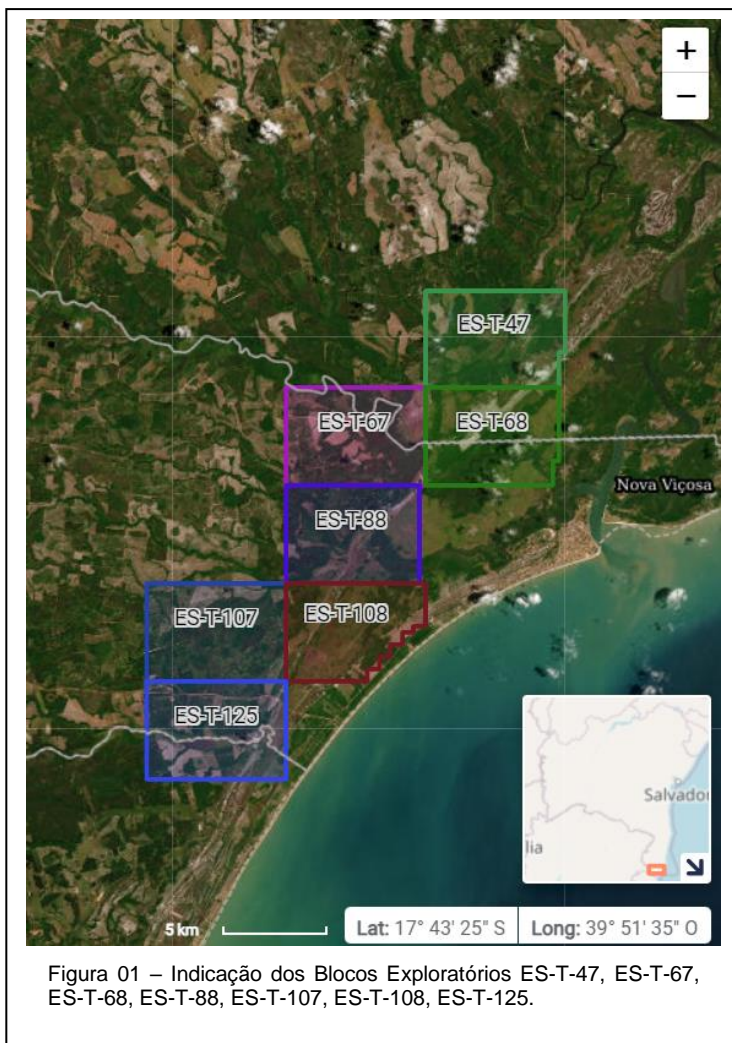 +
−
ES-T-47
ES-T-67
ES-T-68
Nova Viçosa
ES-T-88
ES-T-107
ES-T-108
ES-T-125
Salvador
lia
5 km
Lat: 17° 43' 25" S
Long: 39° 51' 35" O
Figura 01 – Indicação dos Blocos Exploratórios ES-T-47, ES-T-67,
ES-T-68, ES-T-88, ES-T-107, ES-T-108, ES-T-125.